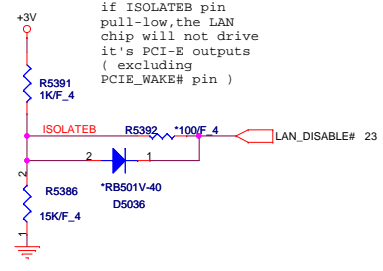 if ISOLATEB pin
pull-low,the LAN
chip will not drive
it's PCI-E outputs
( excluding
PCIE_WAKE# pin )
+3V
R5391
1K/F_4
ISOLATEB
R5392
*100/F_4
LAN_DISABLE# 23
2
1
2
R5386
*RB501V-40
15K/F_4
D5036
1